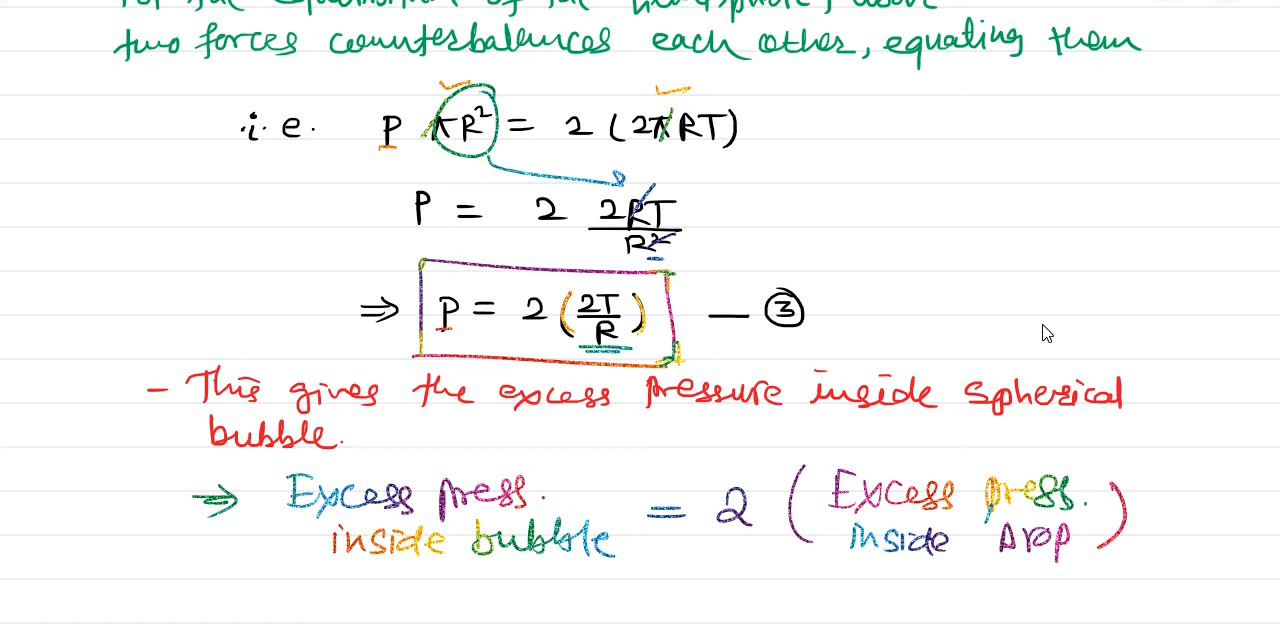 two forces counterbalances each other, equating them
i.e. P πR² = 2 (2πRT)
P = 2 2RT/R²
⇒ P = 2 (2T/R) — ③
- This gives the excess pressure inside spherical
bubble.
⇒ Excess press. inside bubble = 2 (Excess press. inside drop)